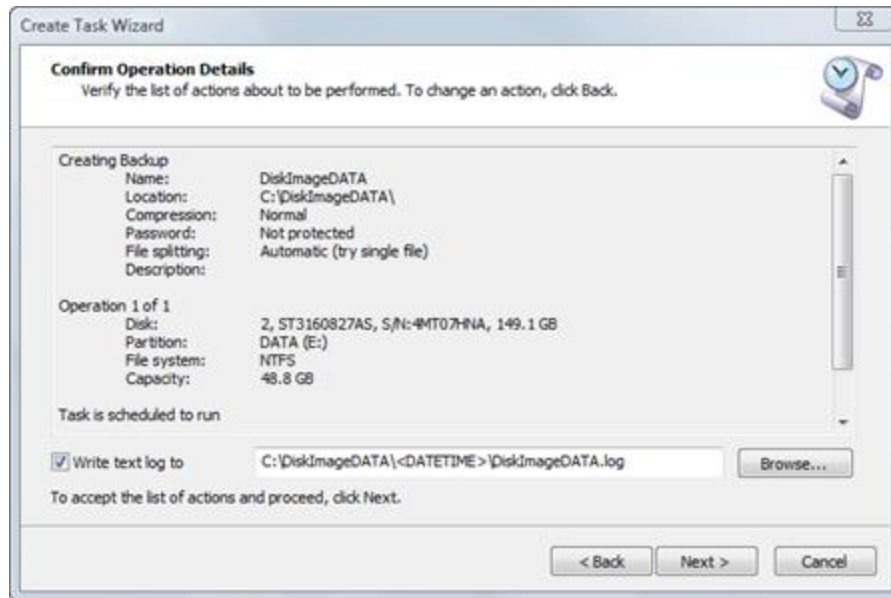 Create Task Wizard
Confirm Operation Details
Verify the list of actions about to be performed. To change an action, click Back.
Creating Backup
Name: DiskImageDATA
Location: C:\DiskImageDATA\
Compression: Normal
Password: Not protected
File splitting: Automatic (try single file)
Description:
Operation 1 of 1
Disk: 2, ST3160827AS, S/N:4MT07HNA, 149.1 GB
Partition: DATA (E:)
File system: NTFS
Capacity: 48.8 GB
Task is scheduled to run
Write text log to C:\DiskImageDATA\<DATETIME>\DiskImageDATA.log Browse...
To accept the list of actions and proceed, click Next.
< Back Next > Cancel